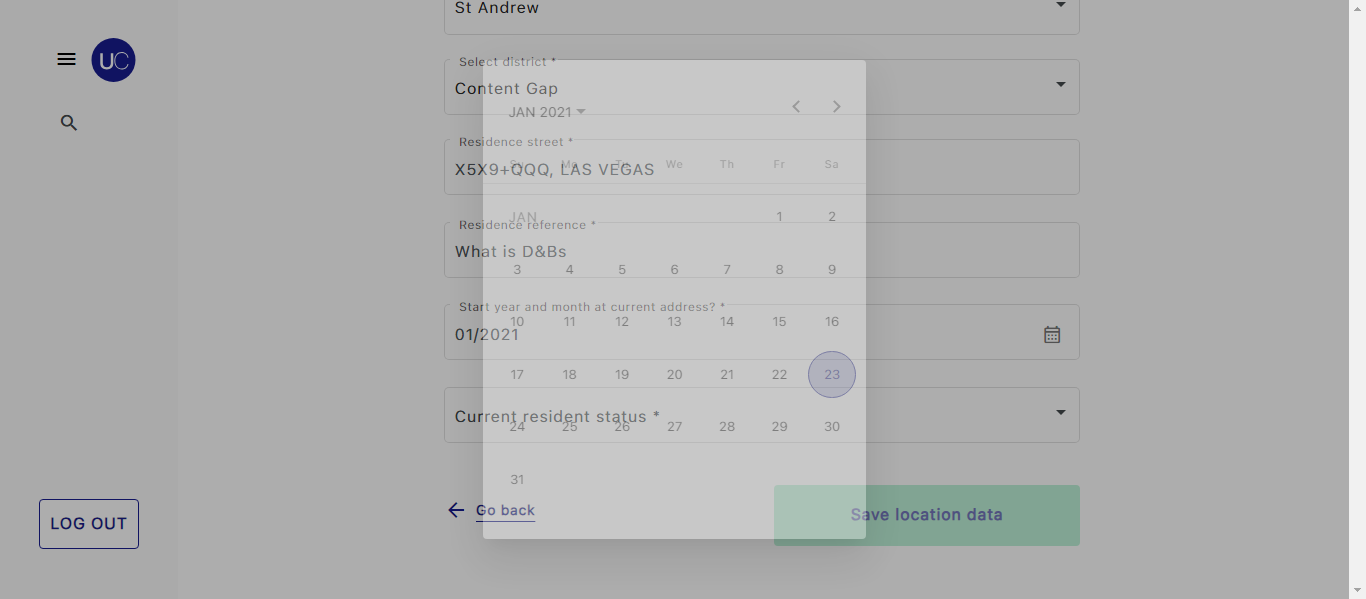 St Andrew
UC
Select district *
Content Gap
JAN 2021
Residence street *
X5X9+QQQ, LAS VEGAS
Su Mo Tu We Th Fr Sa
JAN 1 2
Residence reference *
What is D&Bs
3 4 5 6 7 8 9
Start year and month at current address? *
10 11 12 13 14 15 16
01/2021
17 18 19 20 21 22 23
Current resident status *
24 25 26 27 28 29 30
31
Go back
Save location data
LOG OUT